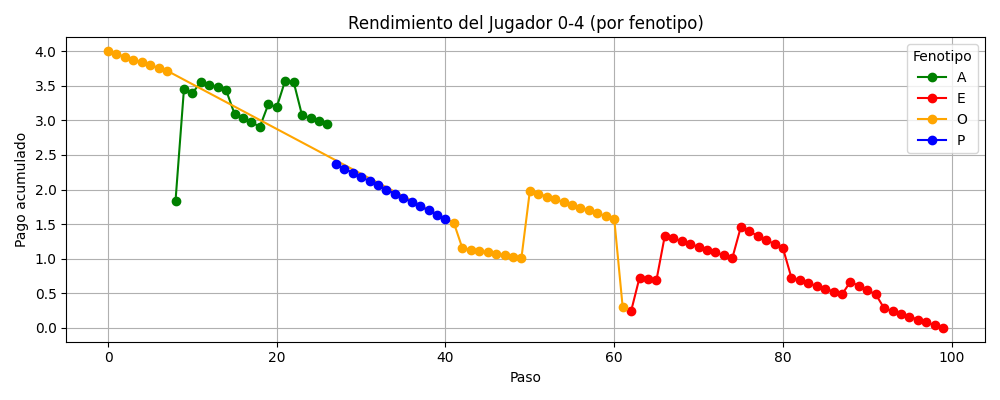 Rendimiento del Jugador 0-4 (por fenotipo)
Pago acumulado
4.0
3.5
3.0
2.5
2.0
1.5
1.0
0.5
0.0
Fenotipo
A
E
O
P
0
20
40
60
80
100
Paso